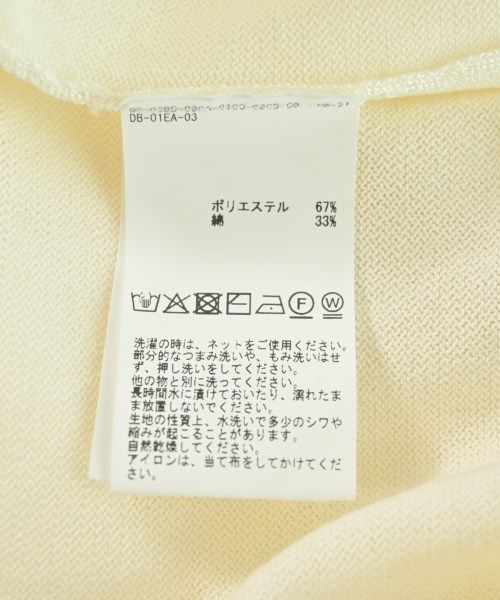 DB-01EA-03
ポリエステル 67%
綿 33%
洗濯の時は、ネットをご使用ください。
部分的なつまみ洗いや、もみ洗いはせ
ず、押し洗いをしてください。
他の物と別に洗ってください。
長時間水に漬けておいたり、濡れたま
ま放置しないでください。
生地の性質上、水洗いで多少のシワや
縮みが起こることがあります。
自然乾燥してください。
アイロンは、当て布をしてかけてくだ
さい。